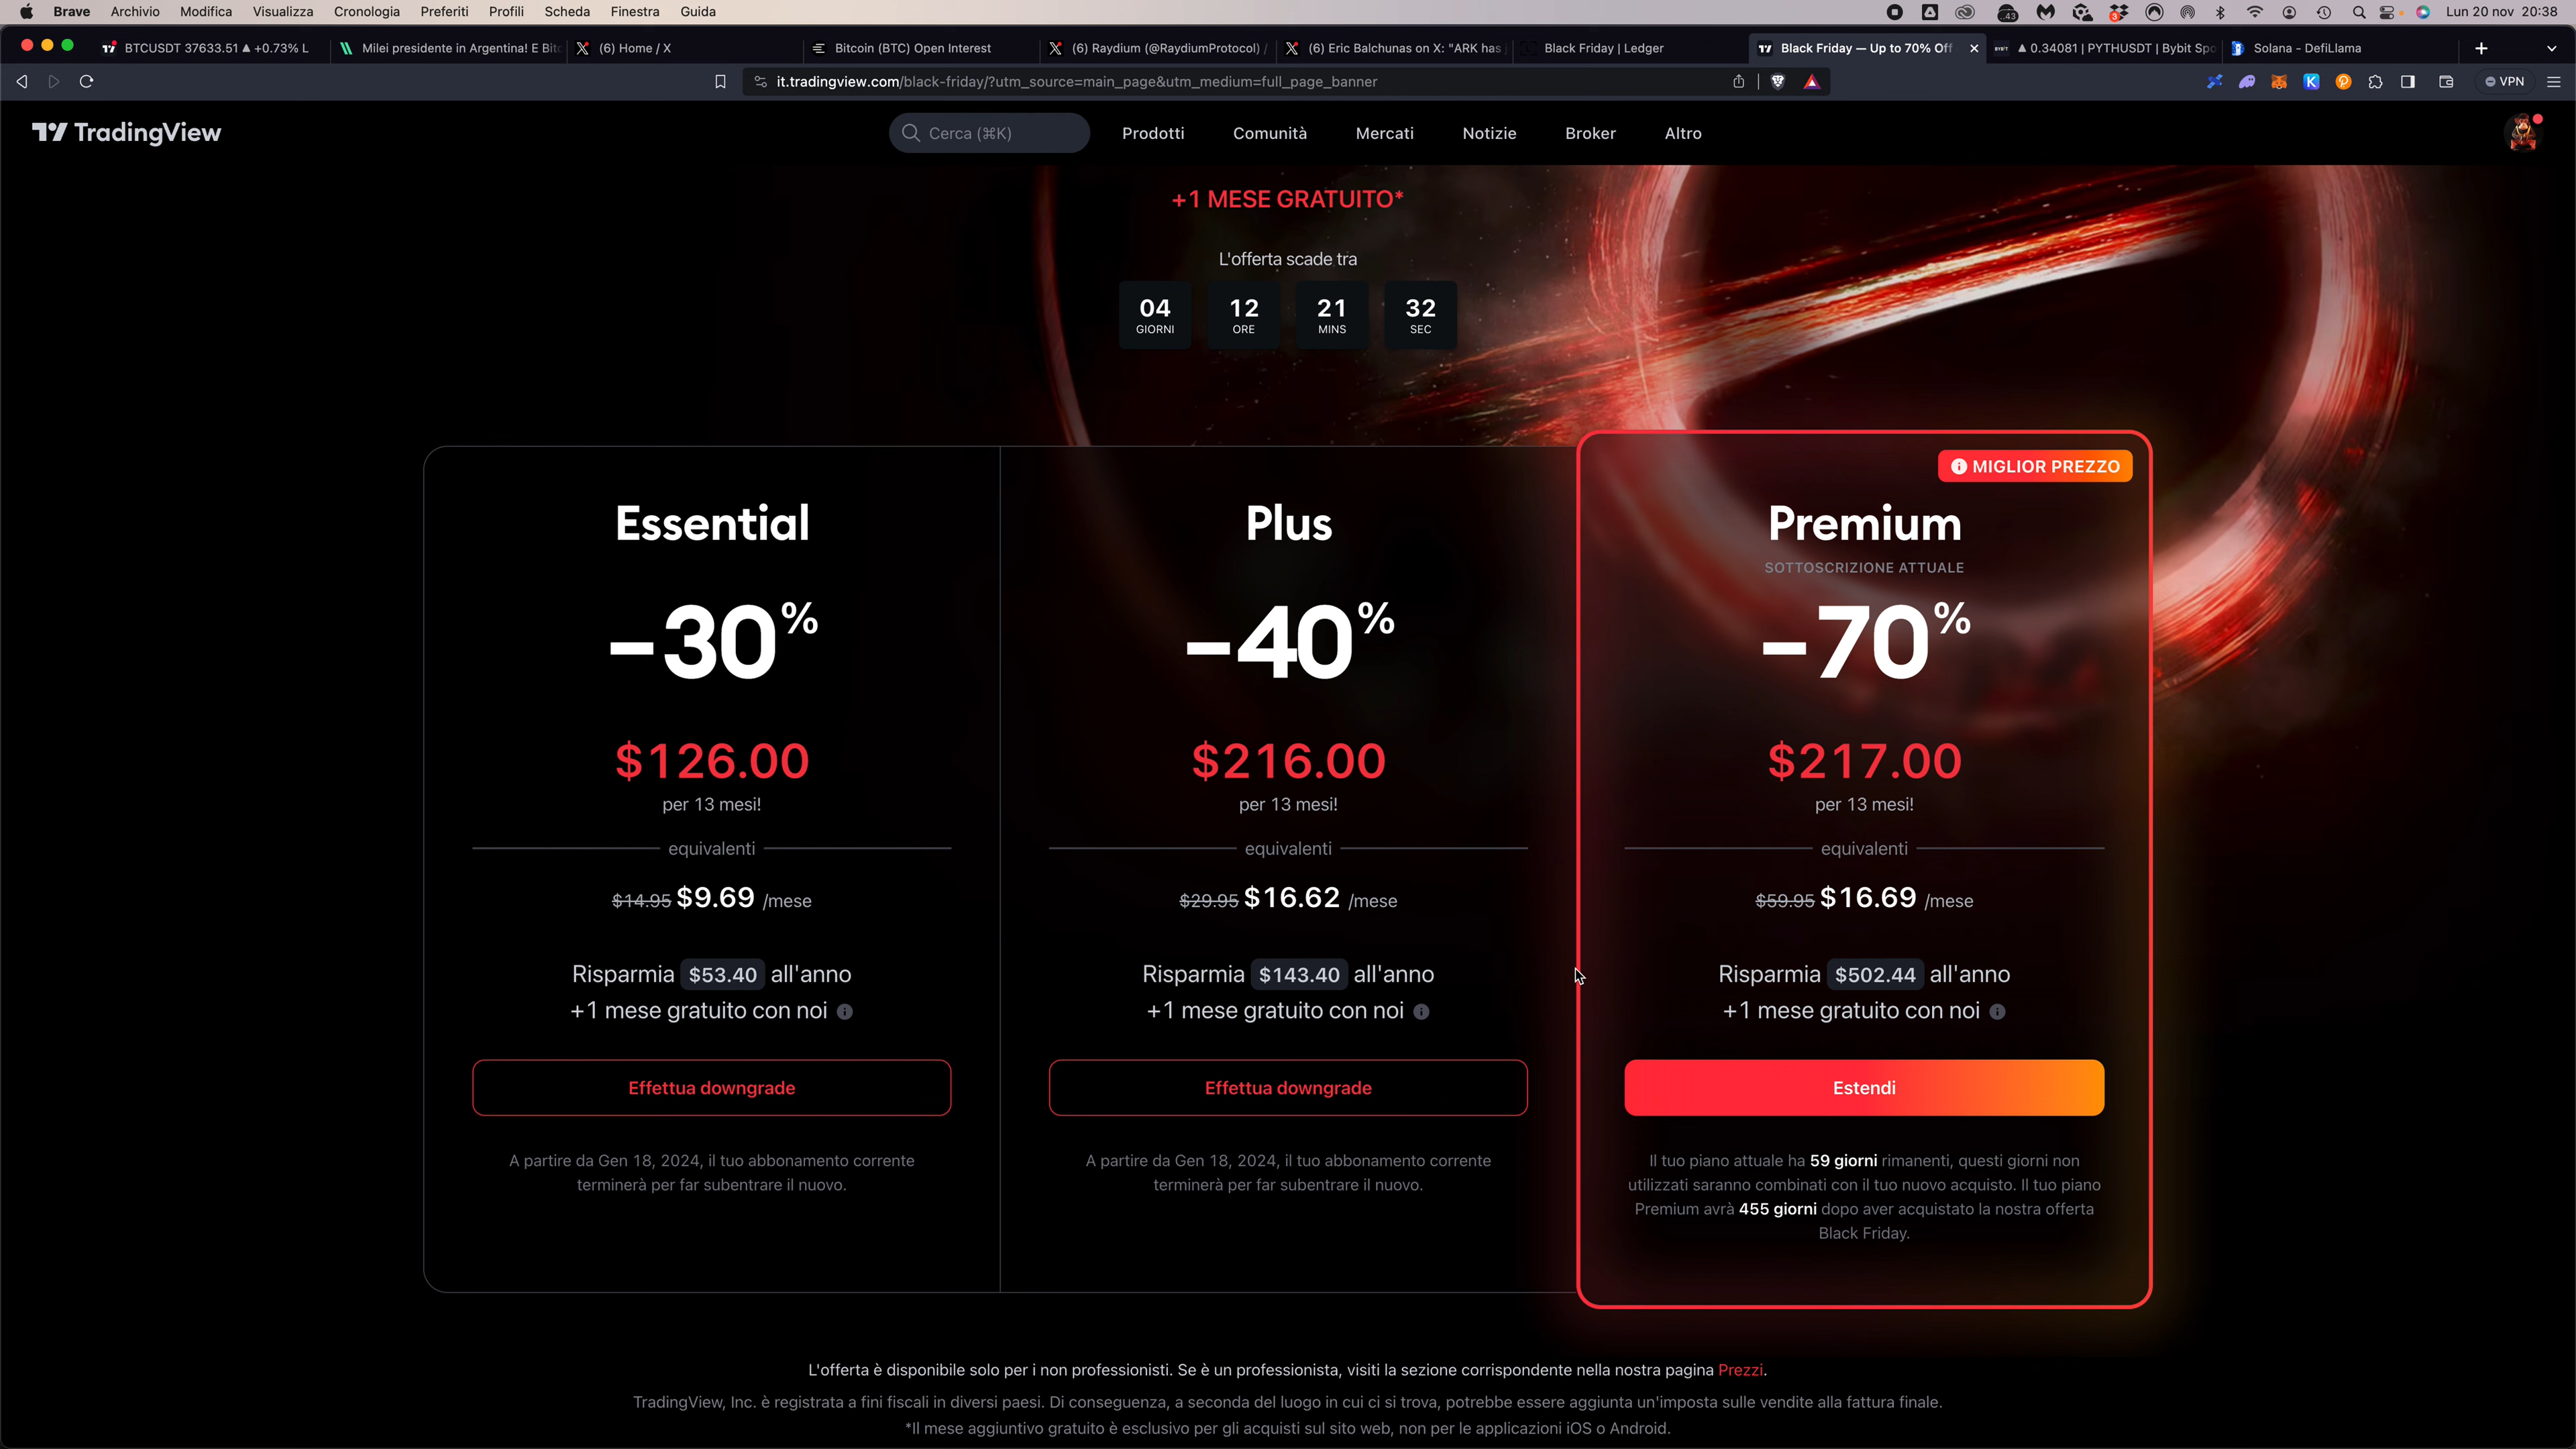 Brave Archivio Modifica Visualizza Cronologia Preferiti Profili Scheda Finestra Guida
43 3 Lun 20 nov 20:38
BTCUSDT 37633.51 ▲ +0.73% L
Milei presidente in Argentina! E Bitc
(6) Home / X
Bitcoin (BTC) Open Interest
(6) Raydium (@RaydiumProtocol) /
(6) Eric Balchunas on X: "ARK has
Black Friday | Ledger
Black Friday — Up to 70% Off
▲ 0.34081 | PYTHUSDT | Bybit Spo
Solana - DefiLlama
it.tradingview.com/black-friday/?utm_source=main_page&utm_medium=full_page_banner
VPN
TradingView
Cerca (⌘K)
Prodotti Comunità Mercati Notizie Broker Altro
+1 MESE GRATUITO*
L'offerta scade tra
04 12 21 32
GIORNI ORE MINS SEC
MIGLIOR PREZZO
Essential
-30%
$126.00
per 13 mesi!
equivalenti
$14.95 $9.69 /mese
Risparmia $53.40 all'anno
+1 mese gratuito con noi
Effettua downgrade
A partire da Gen 18, 2024, il tuo abbonamento corrente
terminerà per far subentrare il nuovo.
Plus
-40%
$216.00
per 13 mesi!
equivalenti
$29.95 $16.62 /mese
Risparmia $143.40 all'anno
+1 mese gratuito con noi
Effettua downgrade
A partire da Gen 18, 2024, il tuo abbonamento corrente
terminerà per far subentrare il nuovo.
Premium
SOTTOSCRIZIONE ATTUALE
-70%
$217.00
per 13 mesi!
equivalenti
$59.95 $16.69 /mese
Risparmia $502.44 all'anno
+1 mese gratuito con noi
Estendi
Il tuo piano attuale ha 59 giorni rimanenti, questi giorni non
utilizzati saranno combinati con il tuo nuovo acquisto. Il tuo piano
Premium avrà 455 giorni dopo aver acquistato la nostra offerta
Black Friday.
L'offerta è disponibile solo per i non professionisti. Se è un professionista, visiti la sezione corrispondente nella nostra pagina Prezzi.
TradingView, Inc. è registrata a fini fiscali in diversi paesi. Di conseguenza, a seconda del luogo in cui ci si trova, potrebbe essere aggiunta un'imposta sulle vendite alla fattura finale.
*Il mese aggiuntivo gratuito è esclusivo per gli acquisti sul sito web, non per le applicazioni iOS o Android.